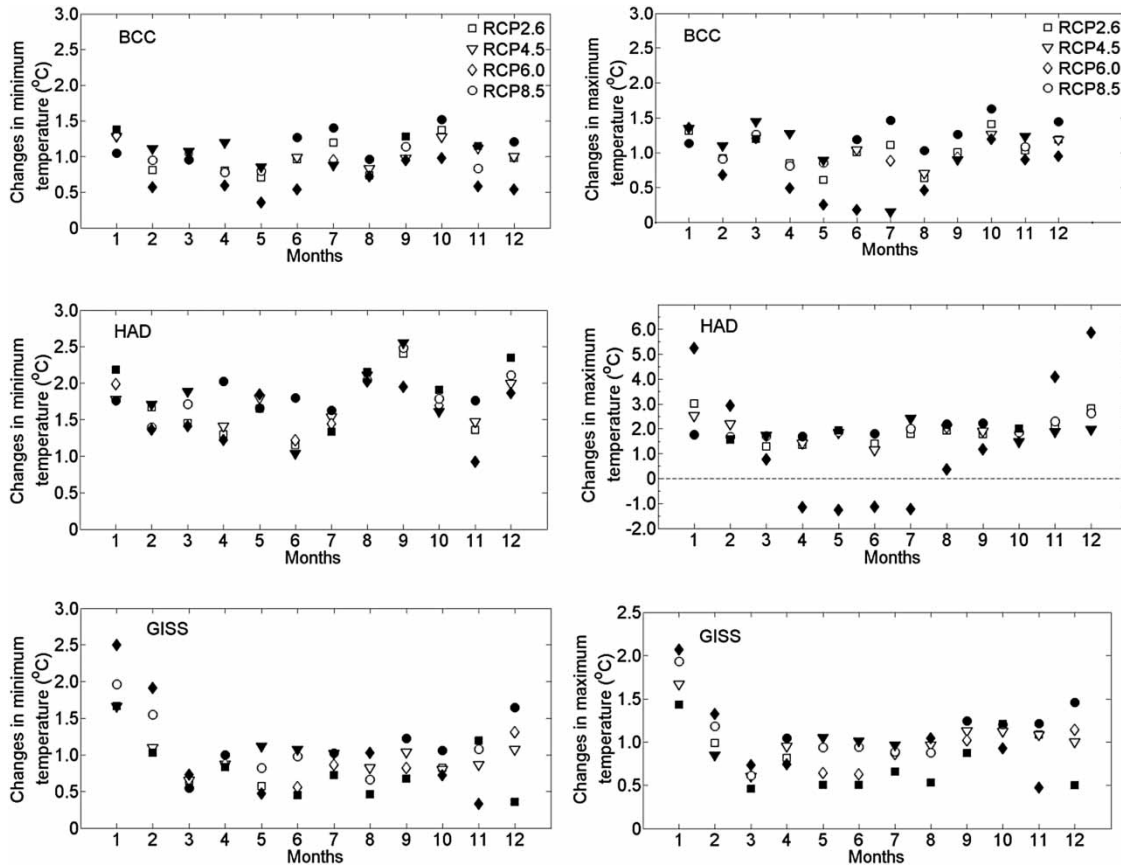 Changes in minimum
temperature (°C)
3.0
2.5
2.0
1.5
1.0
0.5
0
BCC
RCP2.6
RCP4.5
RCP6.0
RCP8.5
1 2 3 4 5 6 7 8 9 10 11 12
Months
Changes in maximum
temperature (°C)
3.0
2.5
2.0
1.5
1.0
0.5
0
BCC
RCP2.6
RCP4.5
RCP6.0
RCP8.5
1 2 3 4 5 6 7 8 9 10 11 12
Months
Changes in minimum
temperature (°C)
3.0
2.5
2.0
1.5
1.0
0.5
0
HAD
1 2 3 4 5 6 7 8 9 10 11 12
Months
Changes in maximum
temperature (°C)
6.0
5.0
4.0
3.0
2.0
1.0
0
-1.0
-2.0
HAD
1 2 3 4 5 6 7 8 9 10 11 12
Months
Changes in minimum
temperature (°C)
3.0
2.5
2.0
1.5
1.0
0.5
0
GISS
1 2 3 4 5 6 7 8 9 10 11 12
Months
Changes in maximum
temperature (°C)
2.5
2.0
1.5
1.0
0.5
0
GISS
1 2 3 4 5 6 7 8 9 10 11 12
Months